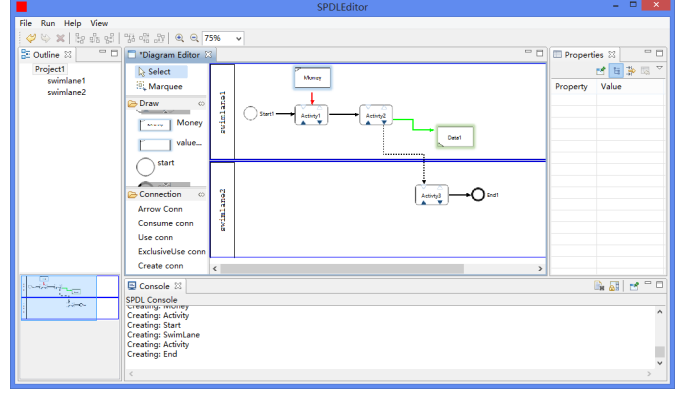 SPDLEditor
File Run Help View
75%
Outline
*Diagram Editor
Properties
Project1
swimlane1
swimlane2
Select
Marquee
Draw
Money
value...
start
Connection
Arrow Conn
Consume conn
Use conn
ExclusiveUse conn
Create conn
swimlane1
Money
Start1
Activity1
Activity2
Data1
swimlane2
Activity3
End1
Property Value
Console
SPDL Console
Creating: Money
Creating: Activity
Creating: Start
Creating: SwimLane
Creating: Activity
Creating: End